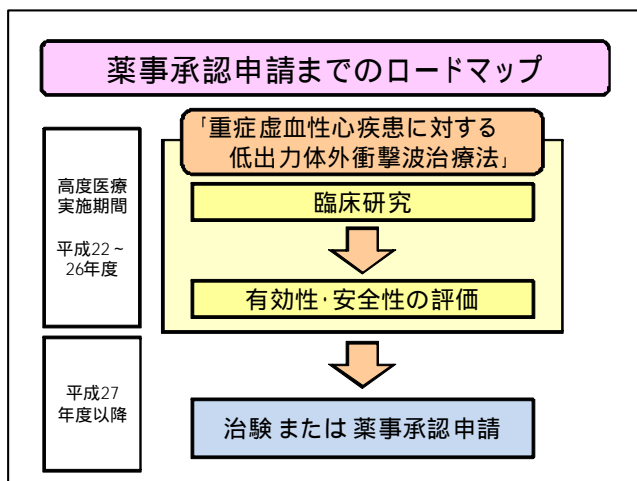 薬事承認申請までのロードマップ
「重症虚血性心疾患に対する
低出力体外衝撃波治療法」
高度医療
実施期間
平成22～
26年度
臨床研究
有効性・安全性の評価
平成27
年度以降
治験 または 薬事承認申請